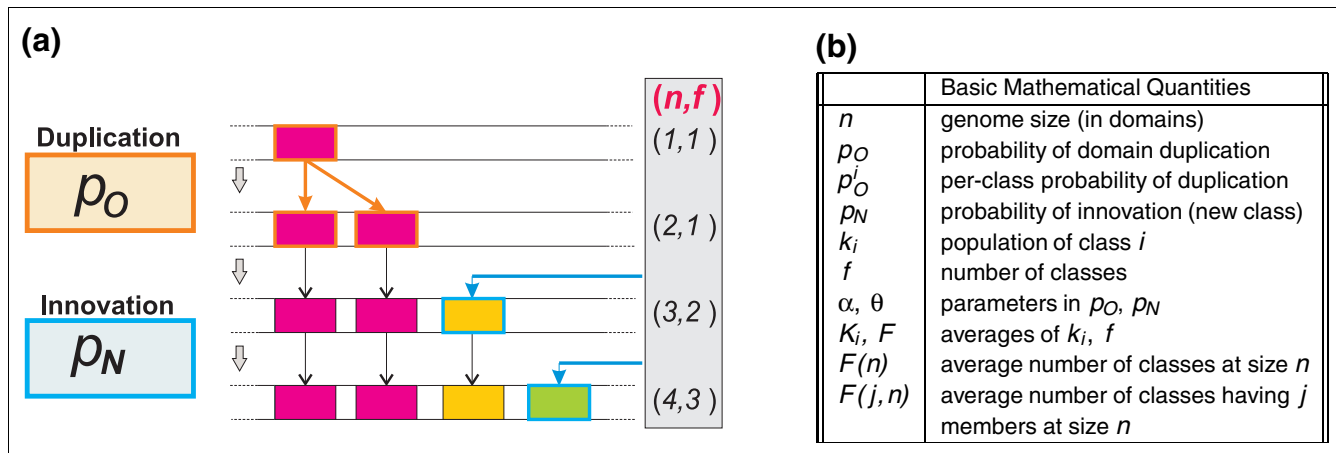 (a)
(n,f)
Duplication
p_O
(1,1)
(2,1)
Innovation
p_N
(3,2)
(4,3)
(b)
Basic Mathematical Quantities
n genome size (in domains)
p_O probability of domain duplication
p_O^i per-class probability of duplication
p_N probability of innovation (new class)
k_i population of class i
f number of classes
α, θ parameters in p_O, p_N
K_i, F averages of k_i, f
F(n) average number of classes at size n
F(j,n) average number of classes having j
members at size n